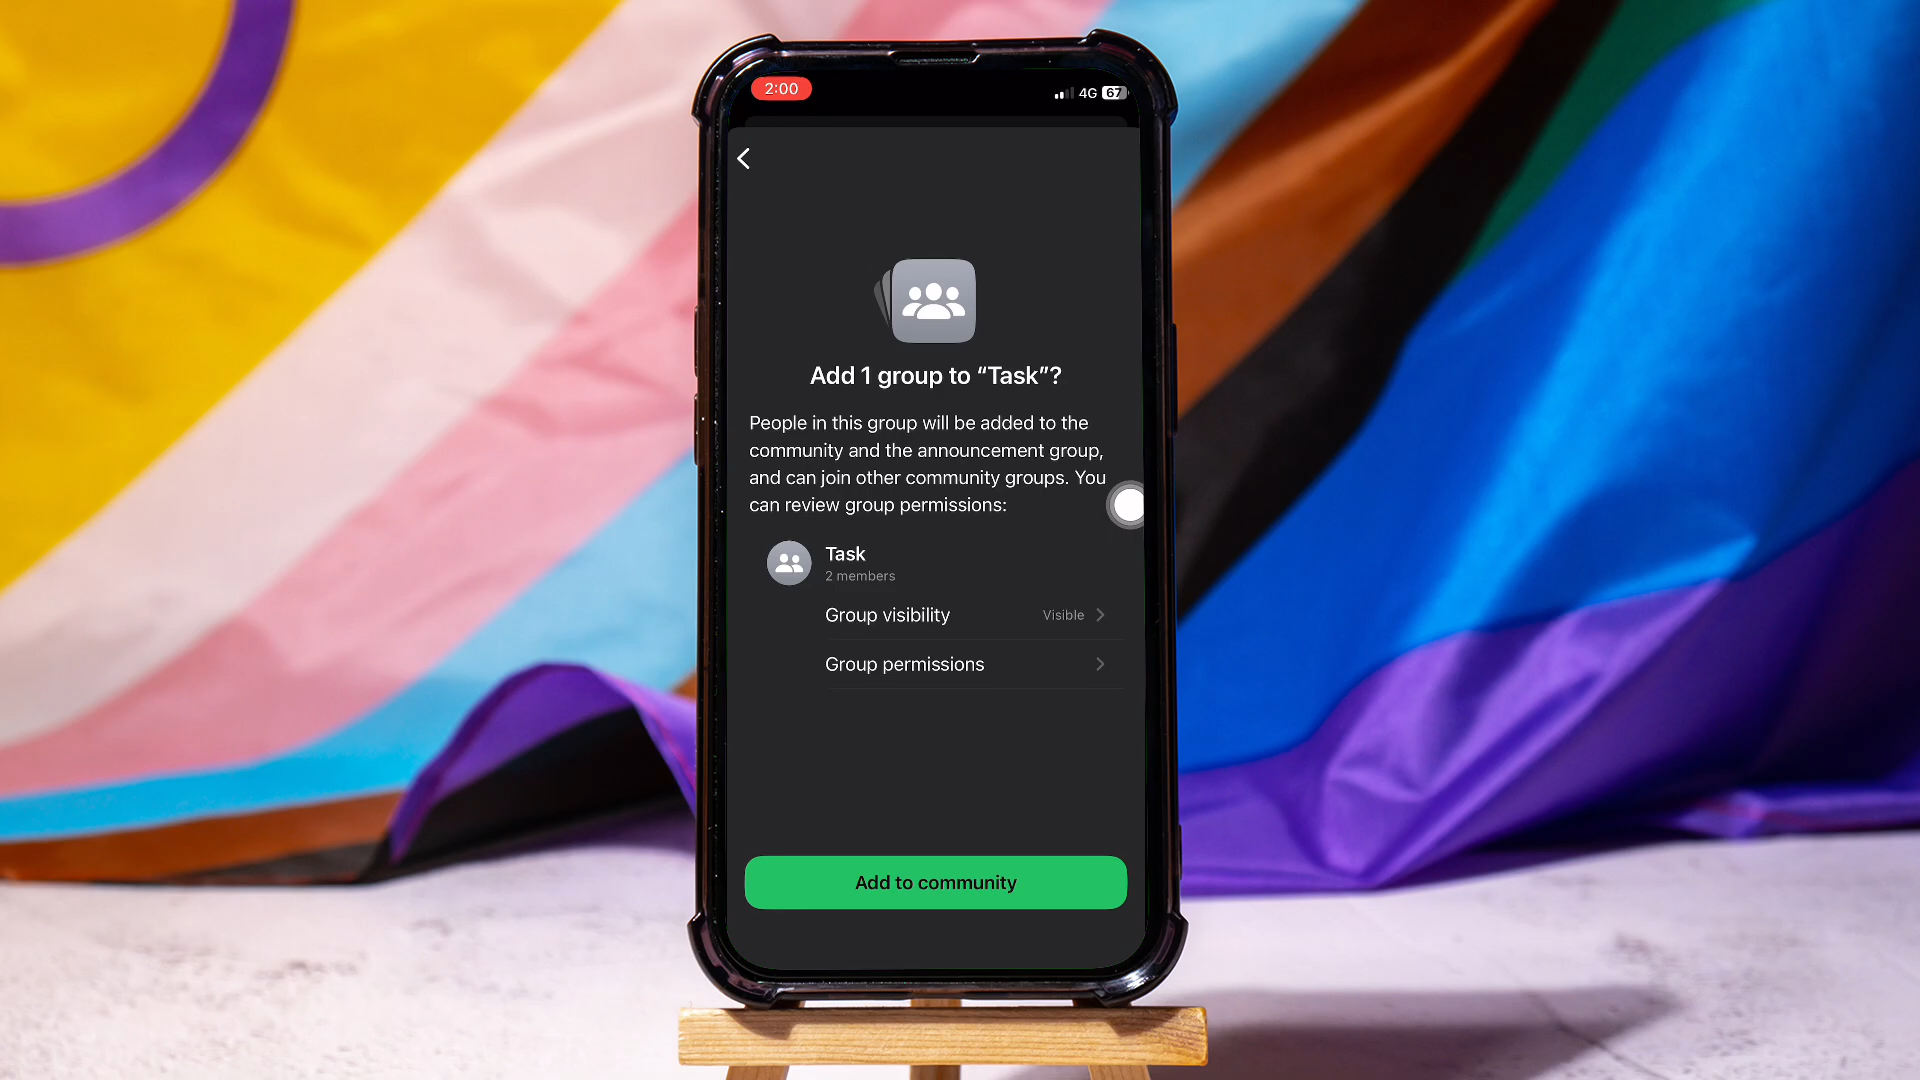 2:00
4G 67
Add 1 group to “Task”?
People in this group will be added to the
community and the announcement group,
and can join other community groups. You
can review group permissions:
Task
2 members
Group visibility Visible
Group permissions
Add to community